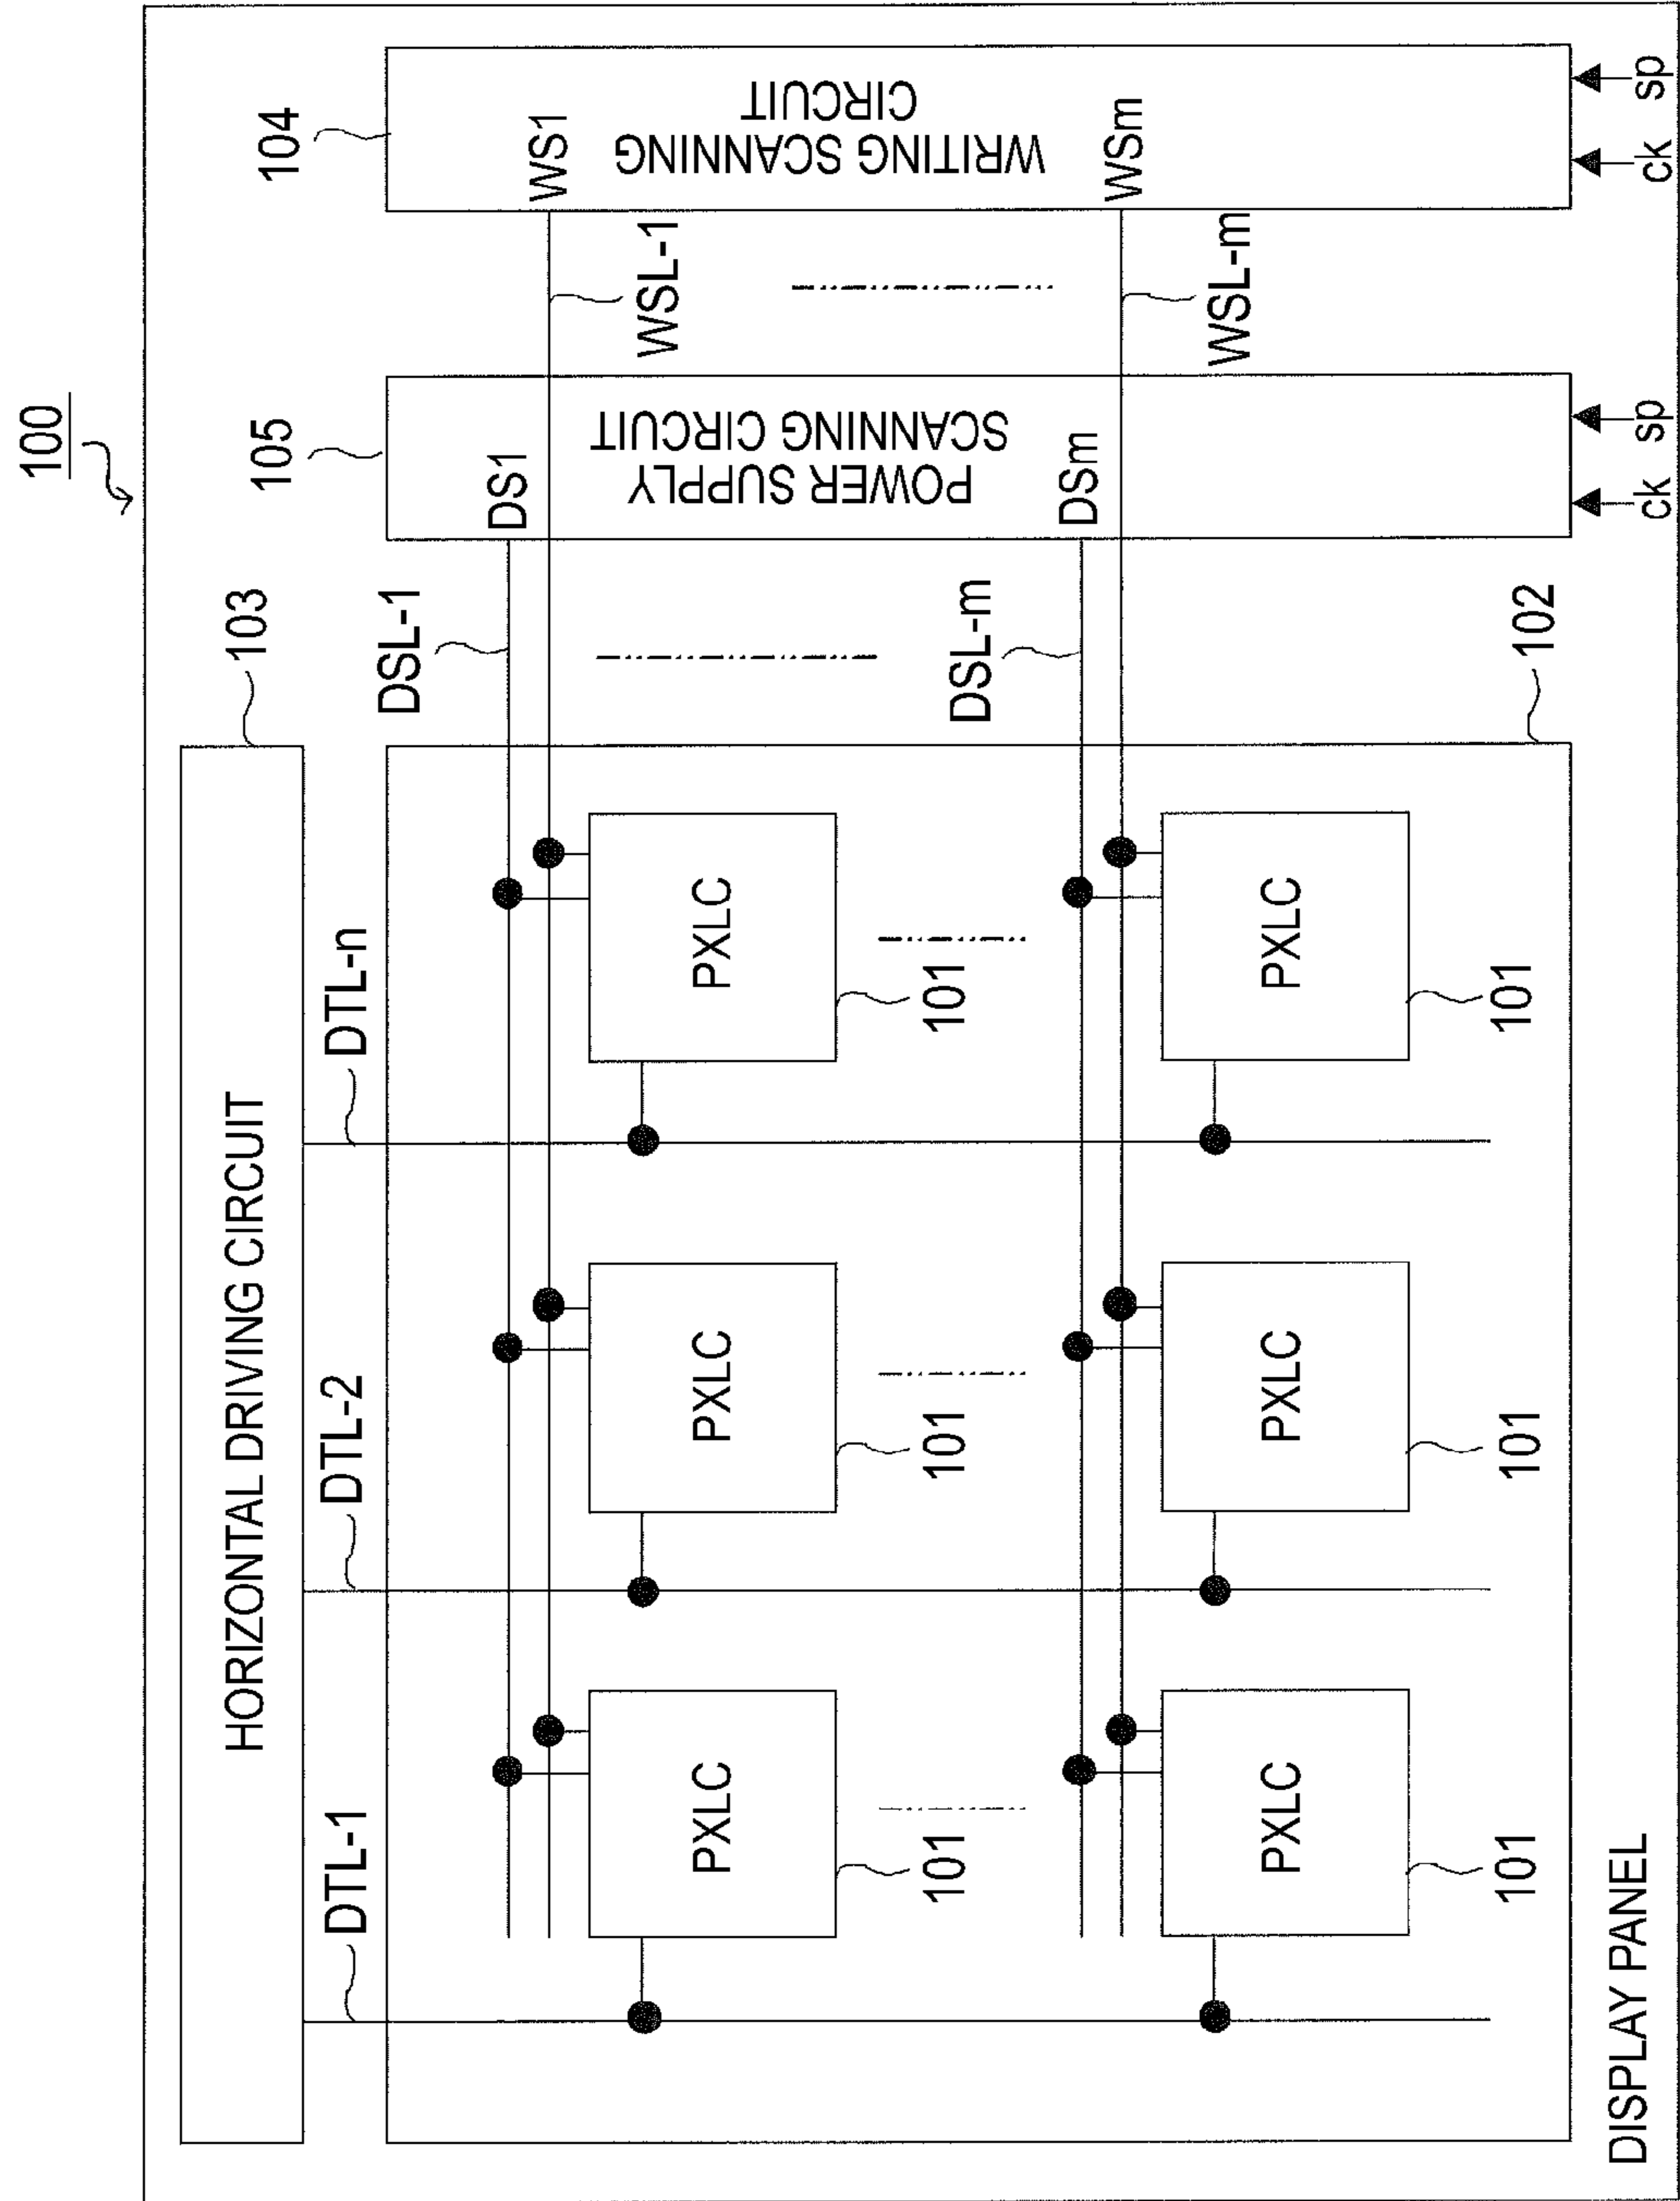 100
103
HORIZONTAL DRIVING CIRCUIT
105
104
DTL-1
DTL-2
DTL-n
DSL-1
DS1
WS1
WSL-1
PXLC
PXLC
PXLC
101
101
101
POWER SUPPLY
SCANNING CIRCUIT
WRITING SCANNING
CIRCUIT
DSL-m
DSm
WSm
WSL-m
PXLC
PXLC
PXLC
101
101
101
102
ck
sp
ck
sp
DISPLAY PANEL